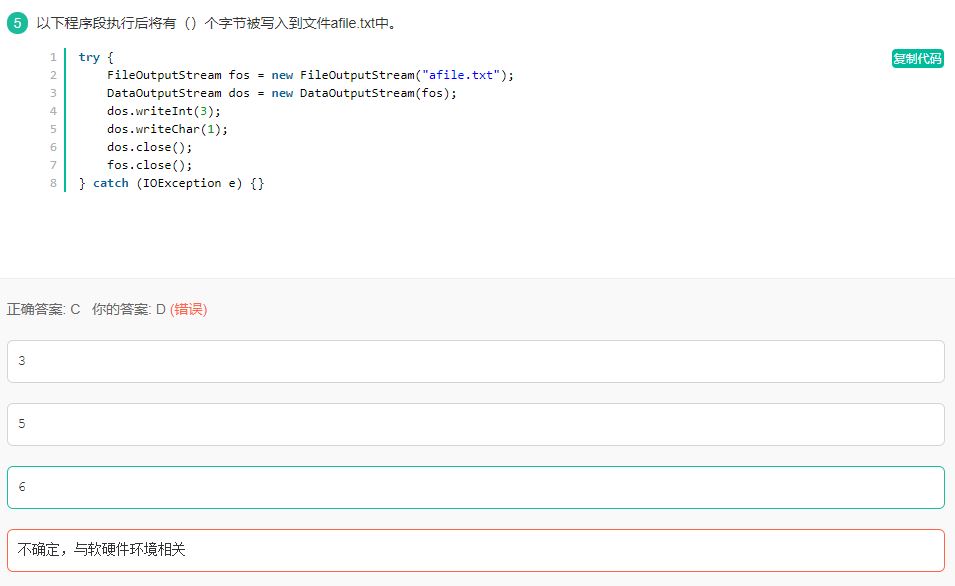 5 以下程序段执行后将有（）个字节被写入到文件afile.txt中。
复制代码
1 try {
2 FileOutputStream fos = new FileOutputStream("afile.txt");
3 DataOutputStream dos = new DataOutputStream(fos);
4 dos.writeInt(3);
5 dos.writeChar(1);
6 dos.close();
7 fos.close();
8 } catch (IOException e) {}
正确答案: C 你的答案: D (错误)
3
5
6
不确定，与软硬件环境相关